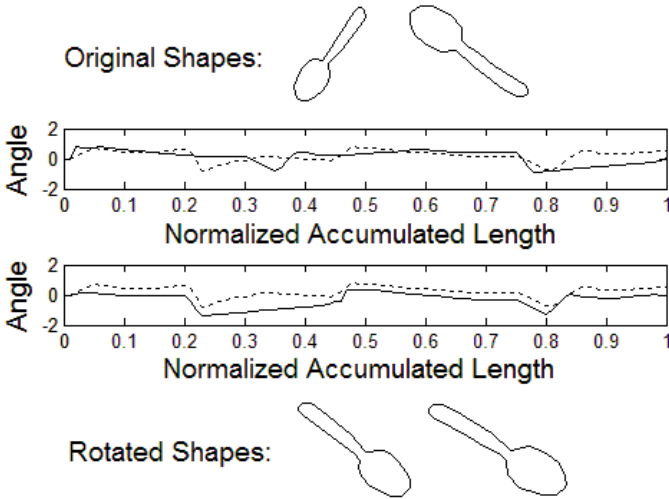 Original Shapes:
2
0
-2
Angle
0 0.1 0.2 0.3 0.4 0.5 0.6 0.7 0.8 0.9 1
Normalized Accumulated Length
2
0
-2
Angle
0 0.1 0.2 0.3 0.4 0.5 0.6 0.7 0.8 0.9 1
Normalized Accumulated Length
Rotated Shapes: